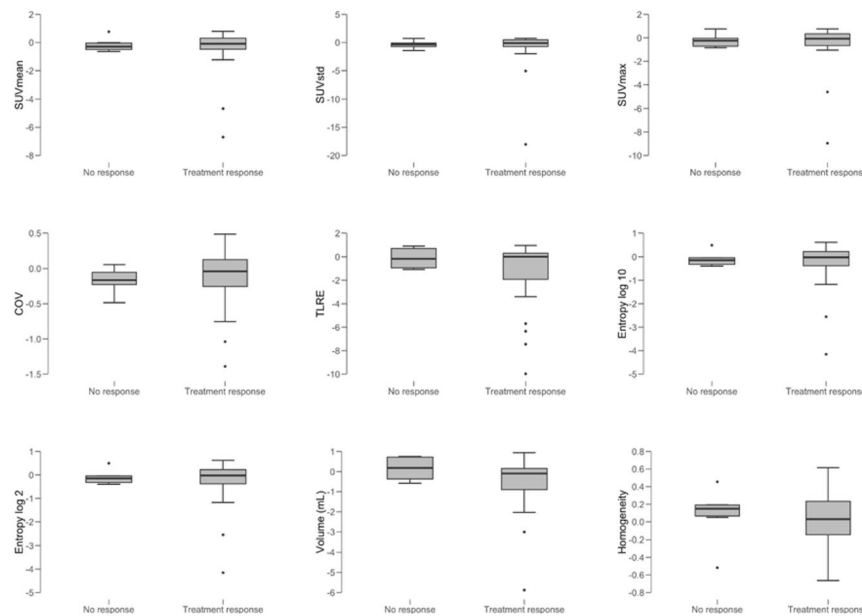 SUVmean
2
0
-2
-4
-6
-8
No response
Treatment response
SUVstd
5
0
-5
-10
-15
-20
No response
Treatment response
SUVmax
2
0
-2
-4
-6
-8
-10
No response
Treatment response
COV
0.5
0.0
-0.5
-1.0
-1.5
No response
Treatment response
TLRE
2
0
-2
-4
-6
-8
-10
No response
Treatment response
Entropy log 10
1
0
-1
-2
-3
-4
-5
No response
Treatment response
Entropy log 2
1
0
-1
-2
-3
-4
-5
No response
Treatment response
Volume (mL)
1
0
-1
-2
-3
-4
-5
-6
No response
Treatment response
Homogeneity
0.8
0.6
0.4
0.2
0.0
-0.2
-0.4
-0.6
-0.8
No response
Treatment response